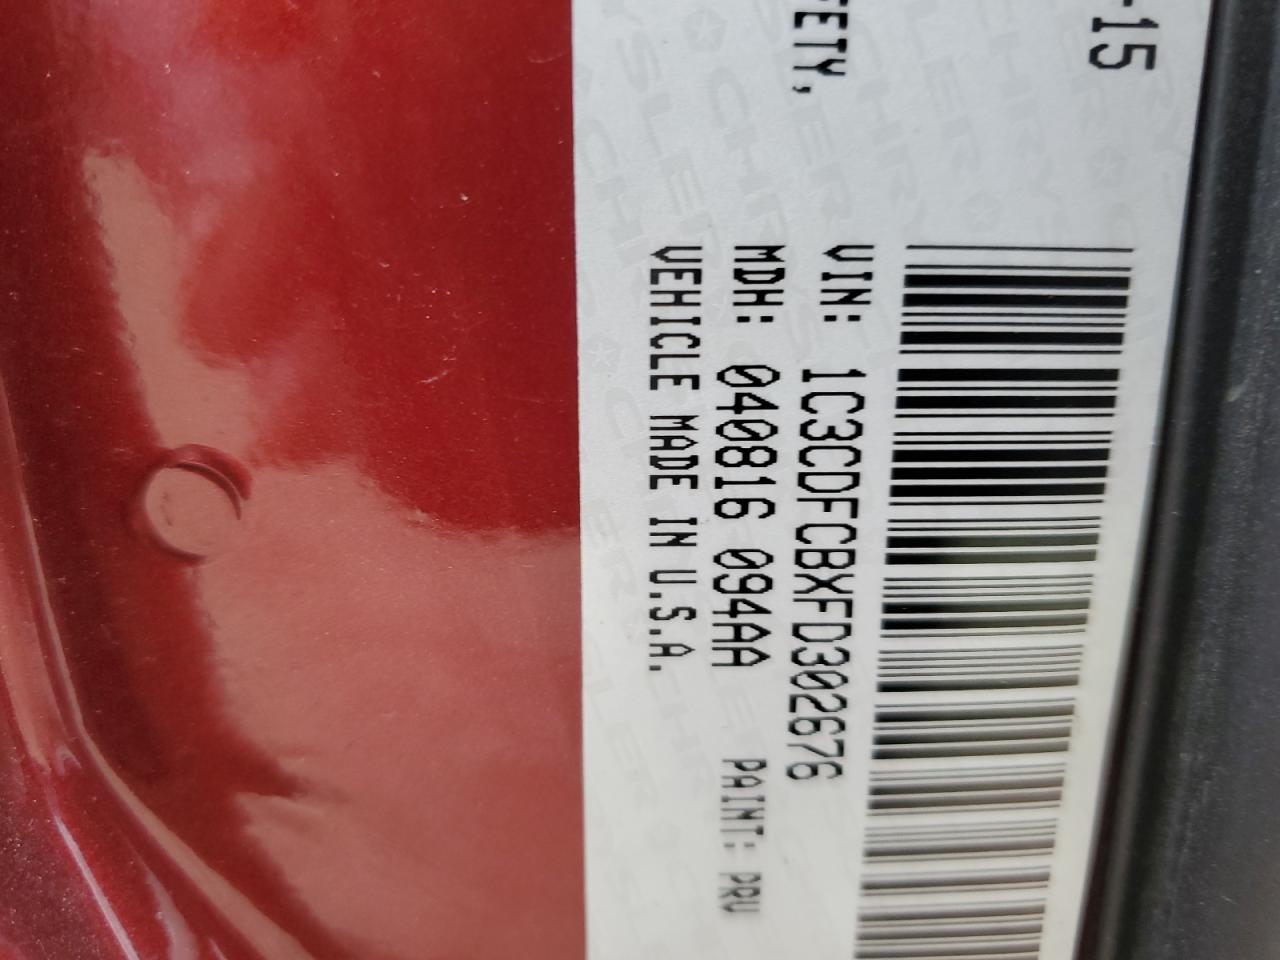 -15
FETY,
VIN: 1C3CDFCBXFD302676
MDH: 040816 094AA PAINT: PRV
VEHICLE MADE IN U.S.A.